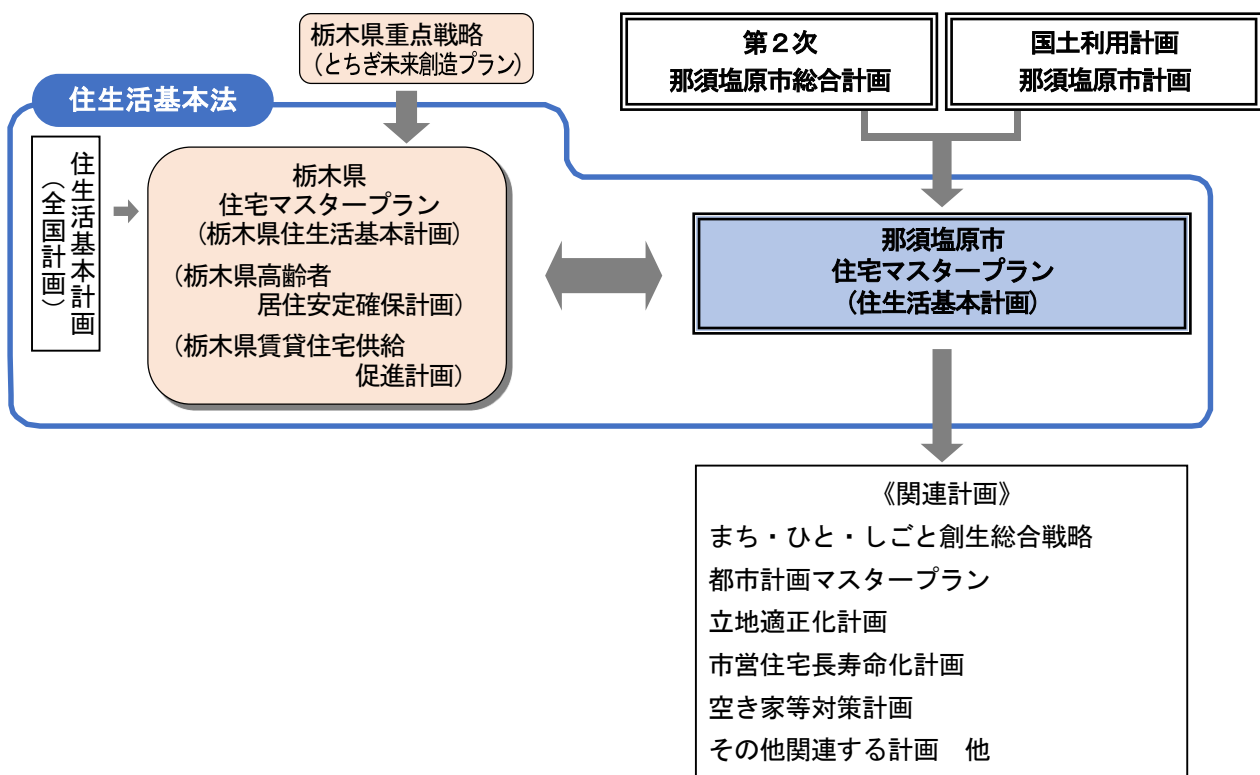 栃木県重点戦略
（とちぎ未来創造プラン）
第２次
那須塩原市総合計画
国土利用計画
那須塩原市計画
住生活基本法
住生活基本計画
（全国計画）
栃木県
住宅マスタープラン
（栃木県住生活基本計画）
（栃木県高齢者
居住安定確保計画）
（栃木県賃貸住宅供給
促進計画）
那須塩原市
住宅マスタープラン
（住生活基本計画）
《関連計画》
まち・ひと・しごと創生総合戦略
都市計画マスタープラン
立地適正化計画
市営住宅長寿命化計画
空き家等対策計画
その他関連する計画　他